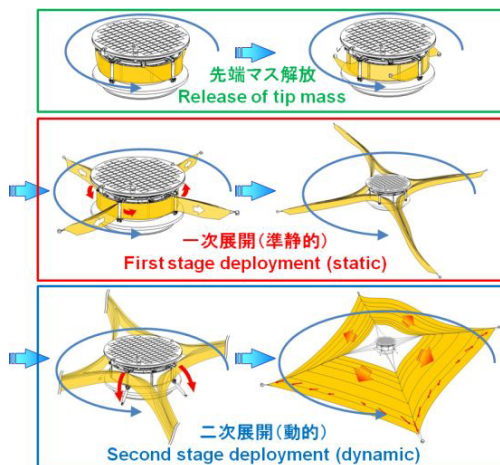 先端マス解放
Release of tip mass
一次展開(準静的)
First stage deployment (static)
二次展開(動的)
Second stage deployment (dynamic)